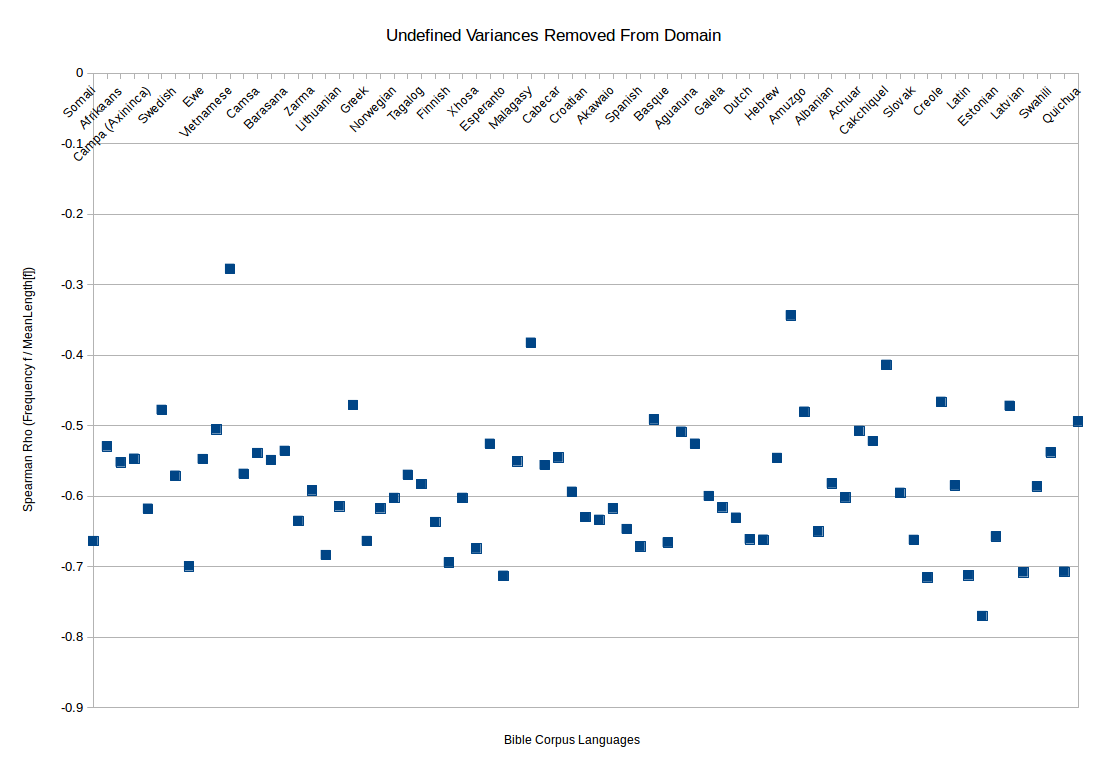 Undefined Variances Removed From Domain
0
-0.1
-0.2
-0.3
-0.4
-0.5
-0.6
-0.7
-0.8
-0.9
Somali
Afrikaans
Campa (Axininca)
Swedish
Ewe
Vietnamese
Camsa
Barasana
Zarma
Lithuanian
Greek
Norwegian
Tagalog
Finnish
Xhosa
Esperanto
Malagasy
Cabecar
Croatian
Akawaio
Spanish
Basque
Aguaruna
Galela
Dutch
Hebrew
Amuzgo
Albanian
Achuar
Cakchiquel
Slovak
Creole
Latin
Estonian
Latvian
Swahili
Quichua
Spearman Rho (Frequency f / MeanLength[f])
Bible Corpus Languages